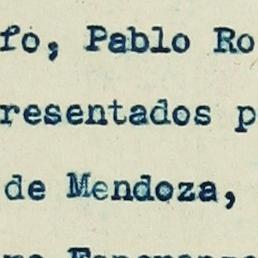 fo, Pablo Ro
resentados p
de Mendoza,